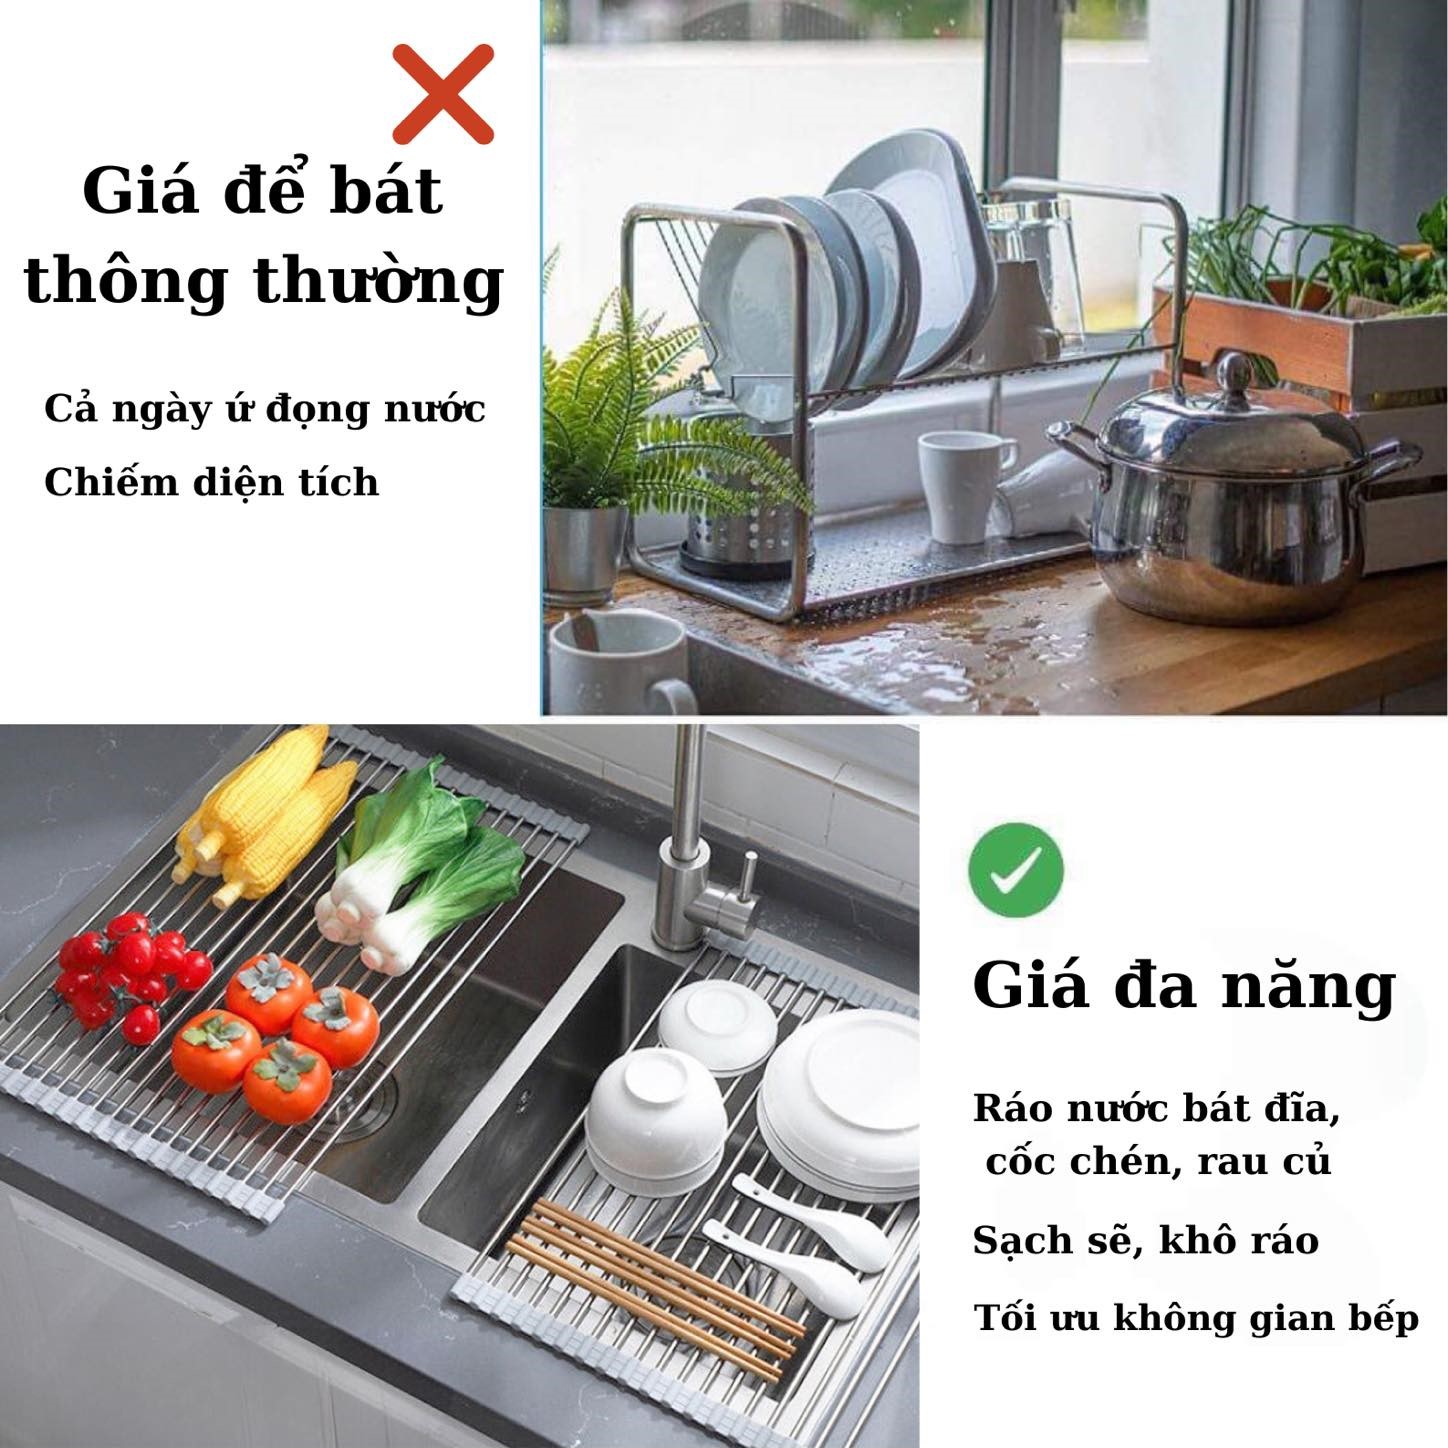 Giá để bát
thông thường
Cả ngày ứ đọng nước
Chiếm diện tích
Giá đa năng
Ráo nước bát đĩa,
cốc chén, rau củ
Sạch sẽ, khô ráo
Tối ưu không gian bếp